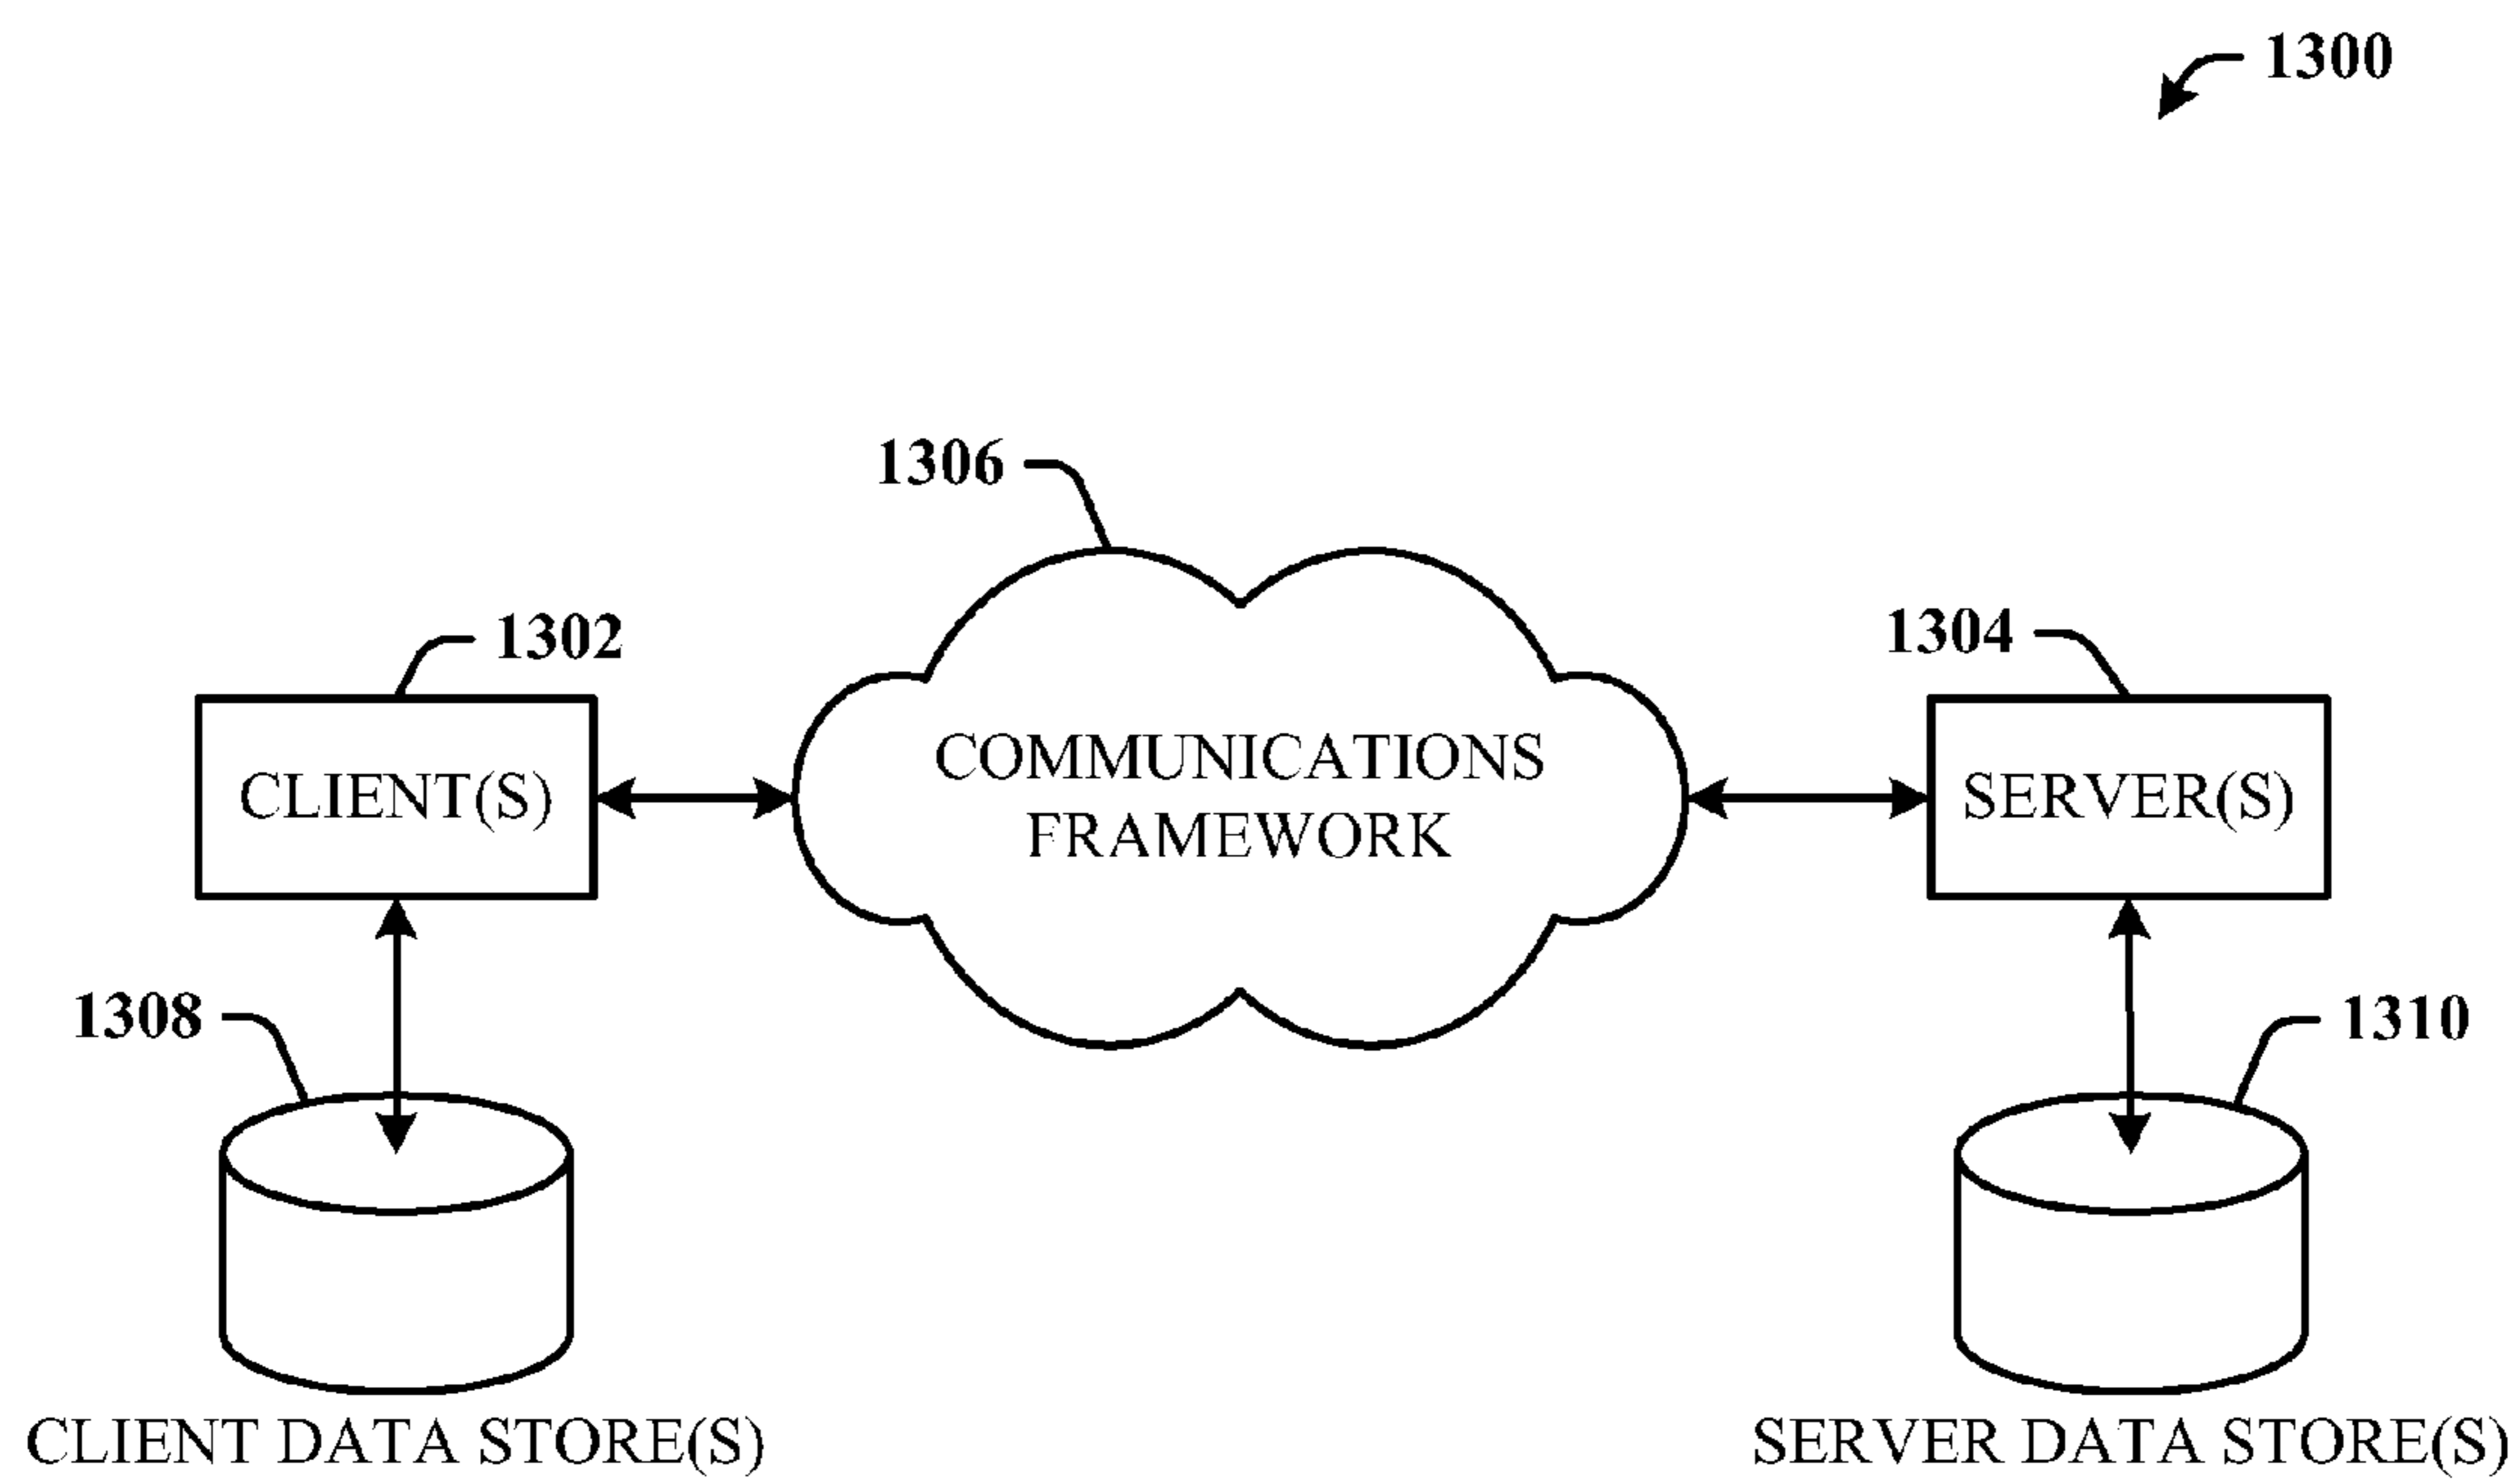 1300
1306
1302
1304
COMMUNICATIONS
FRAMEWORK
CLIENT(S)
SERVER(S)
1308
1310
CLIENT DATA STORE(S)
SERVER DATA STORE(S)